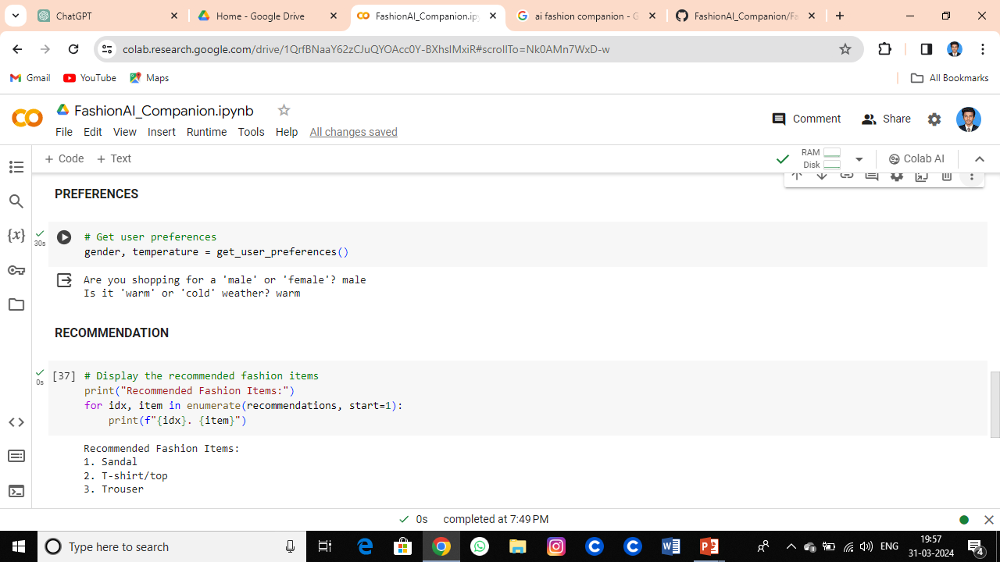 ChatGPT
Home - Google Drive
FashionAI_Companion.ip
ai fashion companion - G
FashionAI_Companion/Fa
colab.research.google.com/drive/1QrfBNaaY62zCJuQYOAcc0Y-BXhsIMxiR#scrollTo=Nk0AMn7WxD-w
Gmail YouTube Maps All Bookmarks
FashionAI_Companion.ipynb
Comment Share
File Edit View Insert Runtime Tools Help All changes saved
+ Code + Text
RAM
Disk
Colab AI
PREFERENCES
30s
# Get user preferences
gender, temperature = get_user_preferences()
Are you shopping for a 'male' or 'female'? male
Is it 'warm' or 'cold' weather? warm
RECOMMENDATION
0s
[37] # Display the recommended fashion items
print("Recommended Fashion Items:")
for idx, item in enumerate(recommendations, start=1):
print(f"{idx}. {item}")
Recommended Fashion Items:
1. Sandal
2. T-shirt/top
3. Trouser
0s completed at 7:49 PM
Type here to search
ENG
19:57
31-03-2024
4